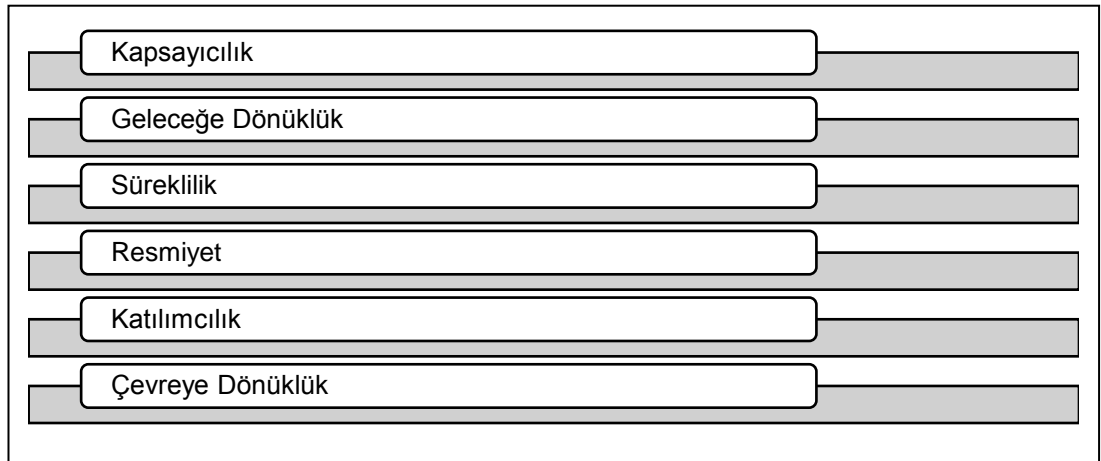 Kapsayıcılık
Geleceğe Dönüklük
Süreklilik
Resmiyet
Katılımcılık
Çevreye Dönüklük